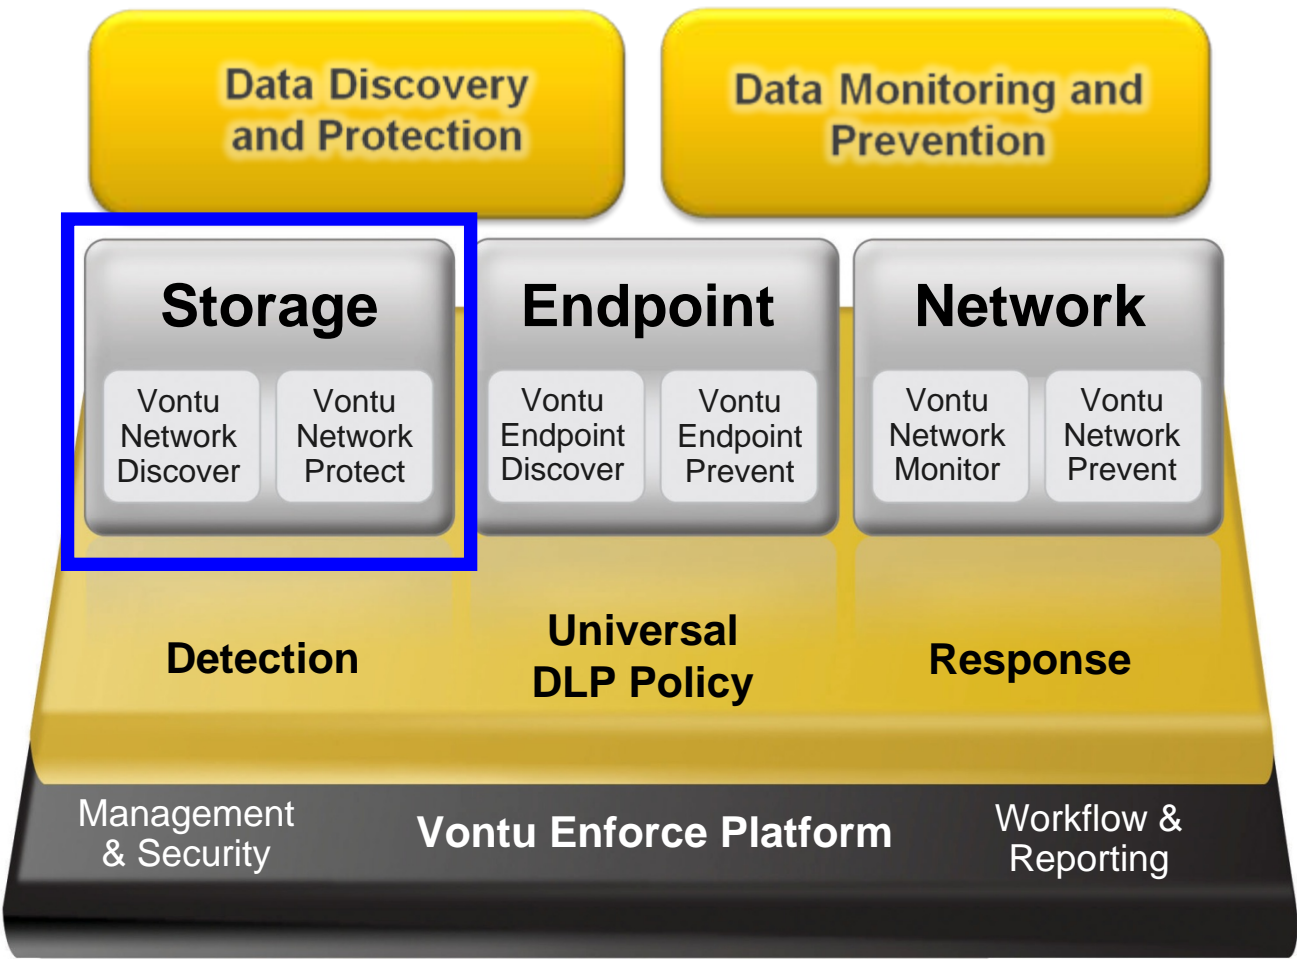 Data Discovery
and Protection
Data Monitoring and
Prevention
Storage
Vontu
Network
Discover
Vontu
Network
Protect
Endpoint
Vontu
Endpoint
Discover
Vontu
Endpoint
Prevent
Network
Vontu
Network
Monitor
Vontu
Network
Prevent
Detection
Universal
DLP Policy
Response
Management
& Security
Vontu Enforce Platform
Workflow &
Reporting